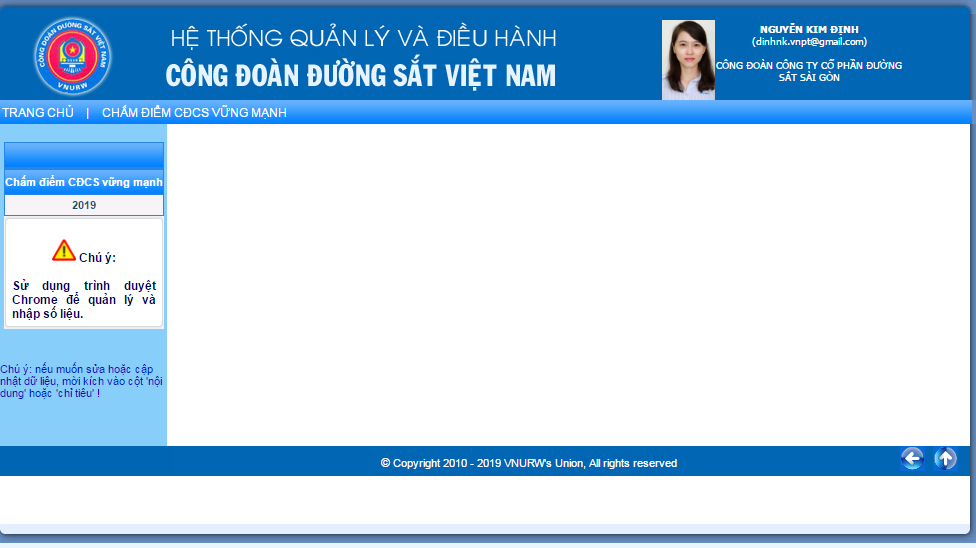 CÔNG ĐOÀN ĐƯỜNG SẮT VIỆT NAM
VNURW
HỆ THỐNG QUẢN LÝ VÀ ĐIỀU HÀNH
CÔNG ĐOÀN ĐƯỜNG SẮT VIỆT NAM
NGUYỄN KIM ĐỊNH
(dinhnk.vnpt@gmail.com)
CÔNG ĐOÀN CÔNG TY CỔ PHẦN ĐƯỜNG
SẮT SÀI GÒN
TRANG CHỦ | CHẤM ĐIỂM CĐCS VỮNG MẠNH
Chấm điểm CĐCS vững mạnh
2019
Chú ý:
Sử dụng trình duyệt
Chrome để quản lý và
nhập số liệu.
Chú ý: nếu muốn sửa hoặc cập
nhật dữ liệu, mời kích vào cột 'nội
dung' hoặc 'chỉ tiêu' !
© Copyright 2010 - 2019 VNURW's Union, All rights reserved